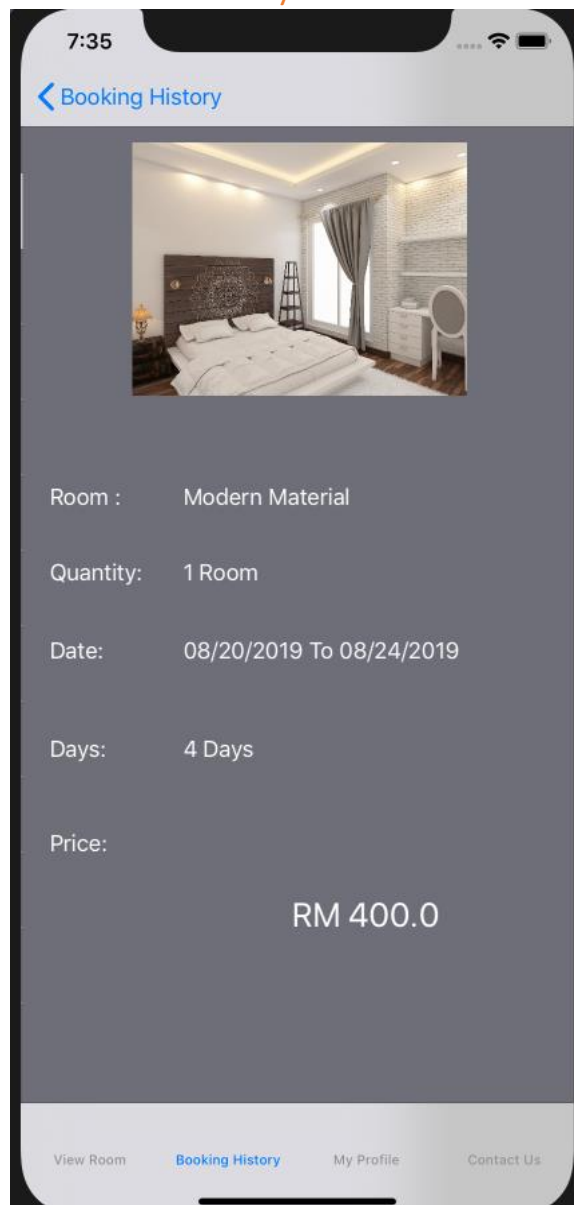 7:35
Booking History
Room : Modern Material
Quantity: 1 Room
Date: 08/20/2019 To 08/24/2019
Days: 4 Days
Price:
RM 400.0
View Room Booking History My Profile Contact Us